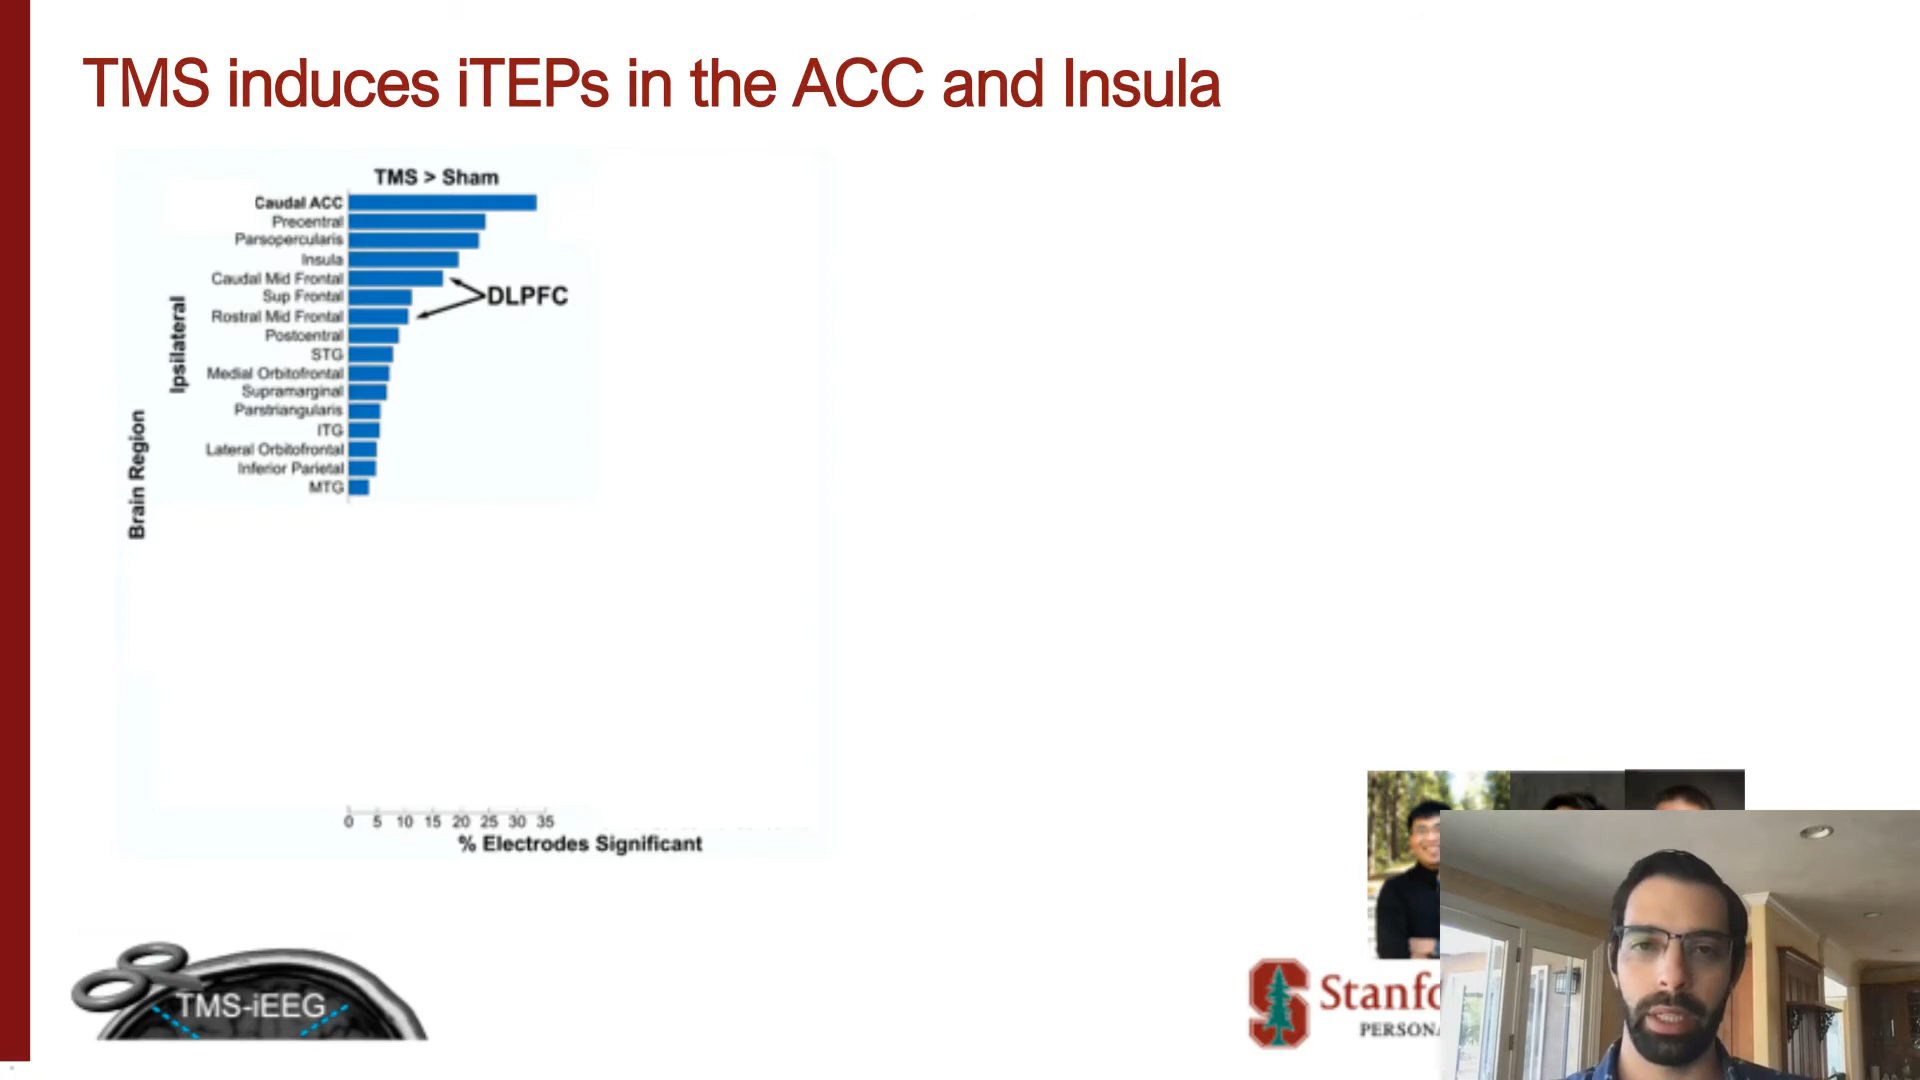 TMS induces iTEPs in the ACC and Insula
TMS > Sham
Caudal ACC
Precentral
Parsopercularis
Insula
Caudal Mid Frontal
Sup Frontal
Rostral Mid Frontal
Postcentral
STG
Medial Orbitofrontal
Supramarginal
Parstriangularis
ITG
Lateral Orbitofrontal
Inferior Parietal
MTG
DLPFC
Ipsilateral
Brain Region
0 5 10 15 20 25 30 35
% Electrodes Significant
TMS-iEEG
Stanfo
PERSONA